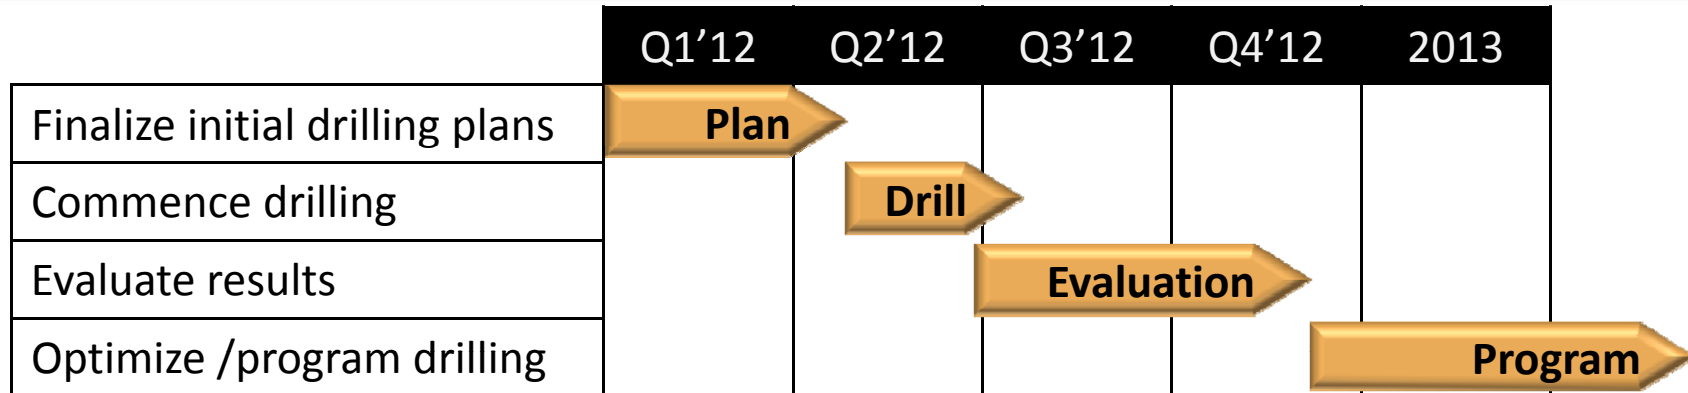 Q1’12 Q2’12 Q3’12 Q4’12 2013
Finalize initial drilling plans Plan
Commence drilling Drill
Evaluate results Evaluation
Optimize /program drilling Program